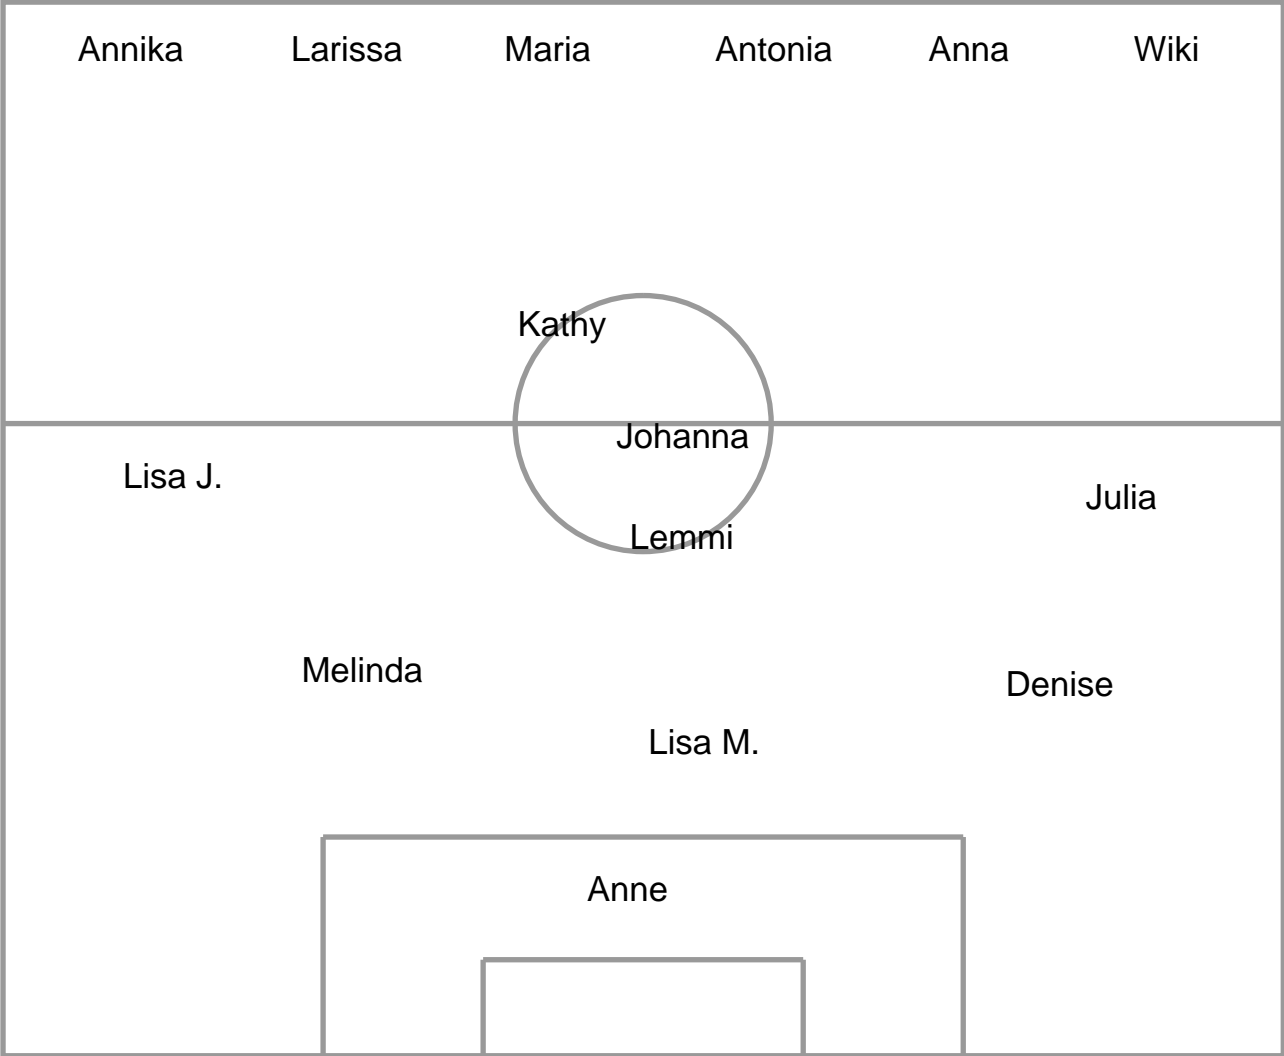 Annika Larissa Maria Antonia Anna Wiki
Kathy
Johanna
Lisa J.
Julia
Lemmi
Melinda
Denise
Lisa M.
Anne